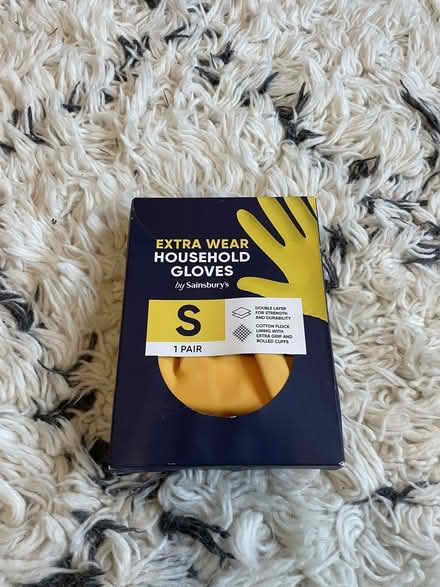 EXTRA WEAR
HOUSEHOLD
GLOVES
by Sainsbury's
S
1 PAIR
DOUBLE LAYER
FOR STRENGTH
AND DURABILITY
COTTON FLOCK
LINING WITH
EXTRA GRIP AND
ROLLED CUFFS